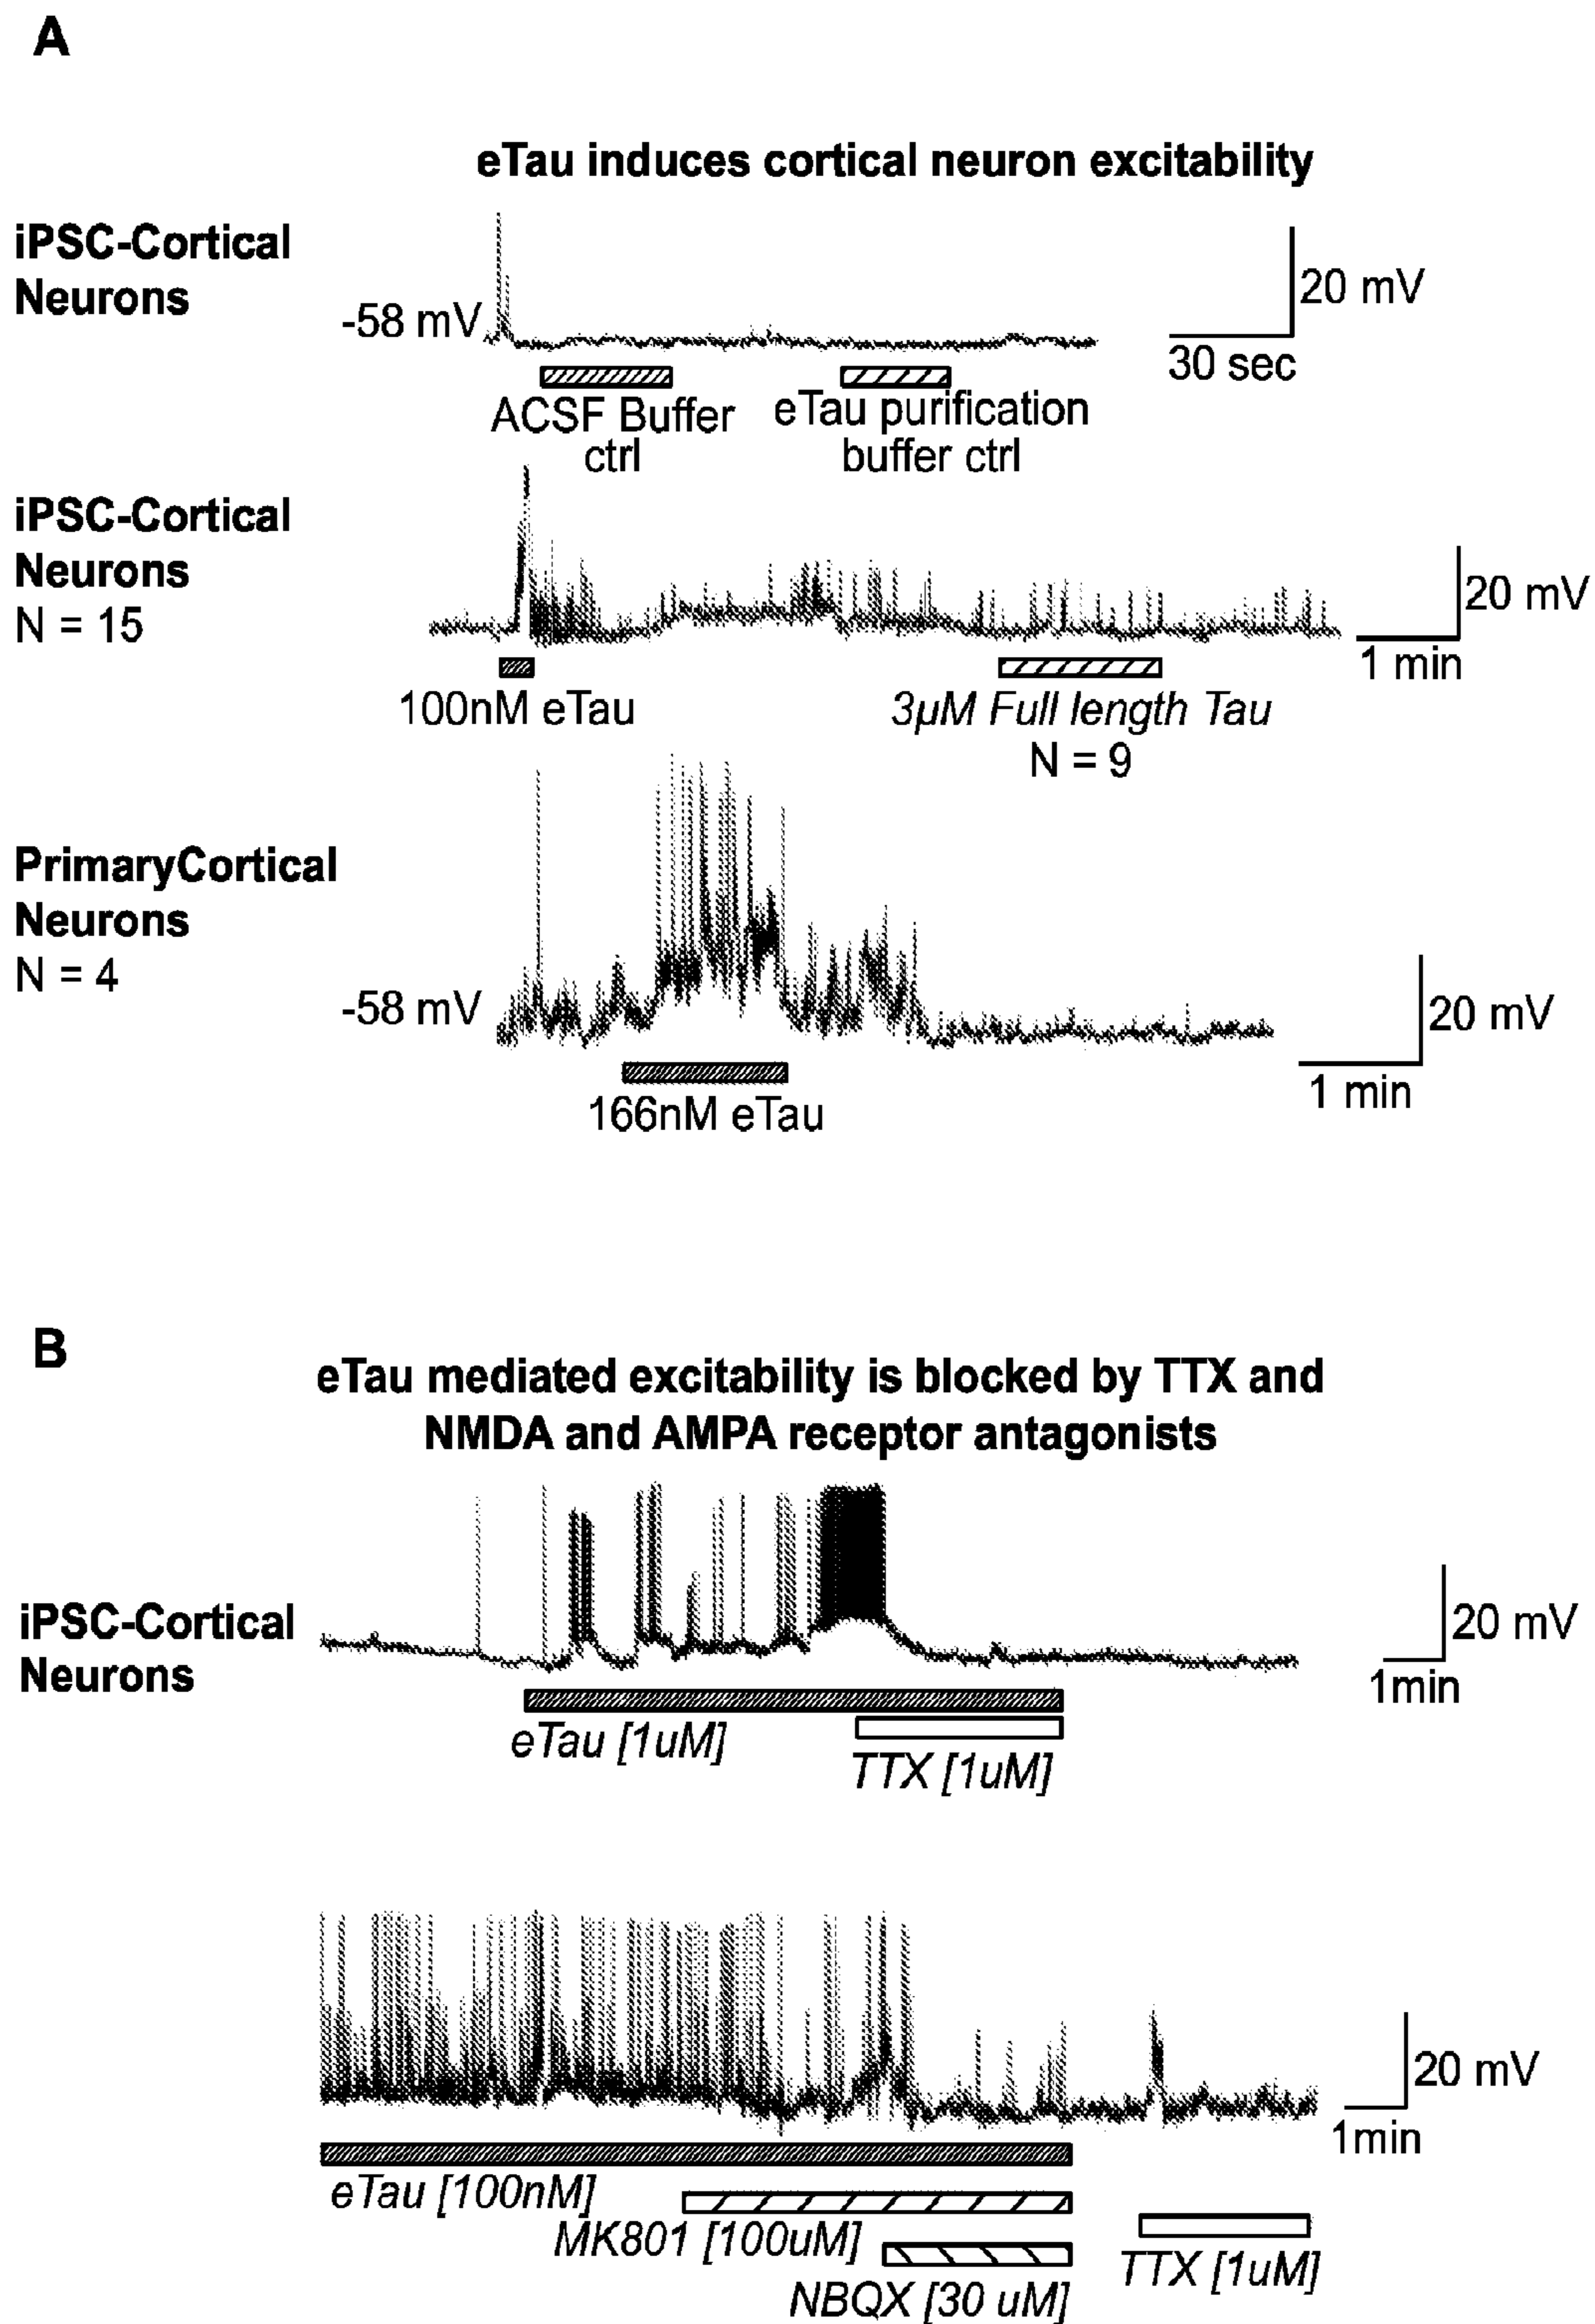 A
eTau induces cortical neuron excitability
iPSC-Cortical
Neurons
-58 mV
20 mV
30 sec
ACSF Buffer
ctrl
eTau purification
buffer ctrl
iPSC-Cortical
Neurons
N = 15
20 mV
1 min
100nM eTau
3µM Full length Tau
N = 9
PrimaryCortical
Neurons
N = 4
-58 mV
20 mV
1 min
166nM eTau
B
eTau mediated excitability is blocked by TTX and
NMDA and AMPA receptor antagonists
iPSC-Cortical
Neurons
20 mV
1min
eTau [1uM]
TTX [1uM]
20 mV
1min
eTau [100nM]
MK801 [100uM]
NBQX [30 uM]
TTX [1uM]